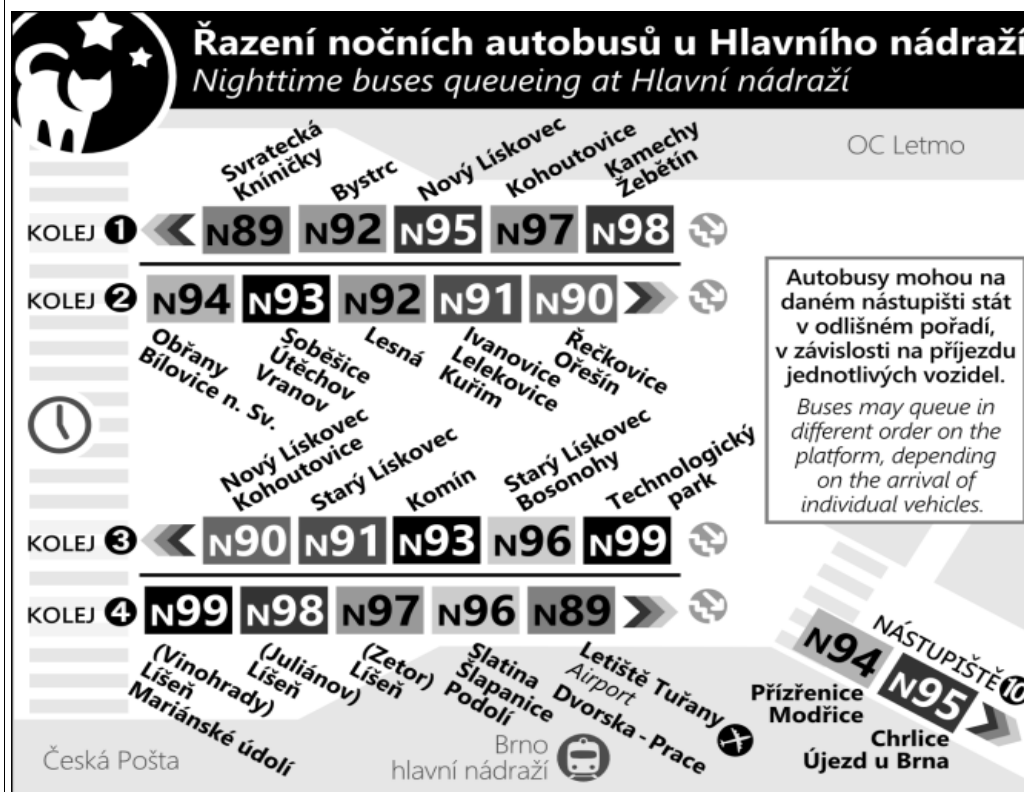 Řazení nočních autobusů u Hlavního nádraží
Nighttime buses queueing at Hlavní nádraží
OC Letmo
Svratecká
Kníničky
Bystrc
Nový Lískovec
Kohoutovice
Kamechy
Žebětín
KOLEJ 1 N89 N92 N95 N97 N98
KOLEJ 2 N94 N93 N92 N91 N90
Obřany
Bílovice n. Sv.
Soběšice
Útěchov
Vranov
Lesná
Ivanovice
Lelekovice
Kuřim
Řečkovice
Ořešín
Autobusy mohou na
daném nástupišti stát
v odlišném pořadí,
v závislosti na příjezdu
jednotlivých vozidel.
Buses may queue in
different order on the
platform, depending
on the arrival of
individual vehicles.
Nový Lískovec
Kohoutovice
Starý Lískovec
Komín
Starý Lískovec
Bosonohy
Technologický
park
KOLEJ 3 N90 N91 N93 N96 N99
KOLEJ 4 N99 N98 N97 N96 N89
(Vinohrady)
Líšeň
Mariánské údolí
(Juliánov)
Líšeň
(Zetor)
Líšeň
Slatina
Šlapanice
Podolí
Letiště Tuřany
Airport
Dvorska - Prace
NÁSTUPIŠTĚ 10
N94 N95
Přízřenice
Modřice
Chrlice
Újezd u Brna
Česká Pošta
Brno
hlavní nádraží